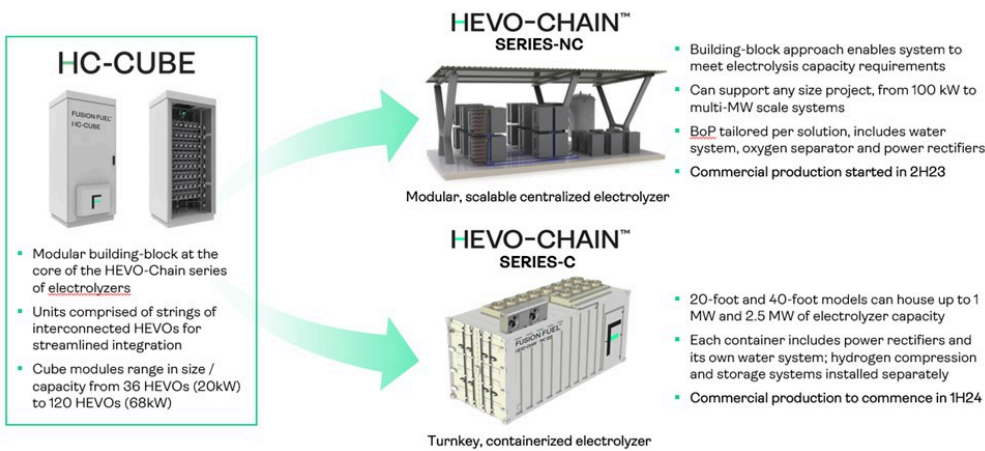 HC-CUBE
FUSION FUEL
HC-CUBE
▪ Modular building-block at the
core of the HEVO-Chain series
of electrolyzers
▪ Units comprised of strings of
interconnected HEVOs for
streamlined integration
▪ Cube modules range in size /
capacity from 36 HEVOs (20kW)
to 120 HEVOs (68kW)
HEVO-CHAIN™
SERIES-NC
Modular, scalable centralized electrolyzer
▪ Building-block approach enables system to
meet electrolysis capacity requirements
▪ Can support any size project, from 100 kW to
multi-MW scale systems
▪ BoP tailored per solution, includes water
system, oxygen separator and power rectifiers
▪ Commercial production started in 2H23
HEVO-CHAIN™
SERIES-C
FUSION FUEL
Turnkey, containerized electrolyzer
▪ 20-foot and 40-foot models can house up to 1
MW and 2.5 MW of electrolyzer capacity
▪ Each container includes power rectifiers and
its own water system; hydrogen compression
and storage systems installed separately
▪ Commercial production to commence in 1H24